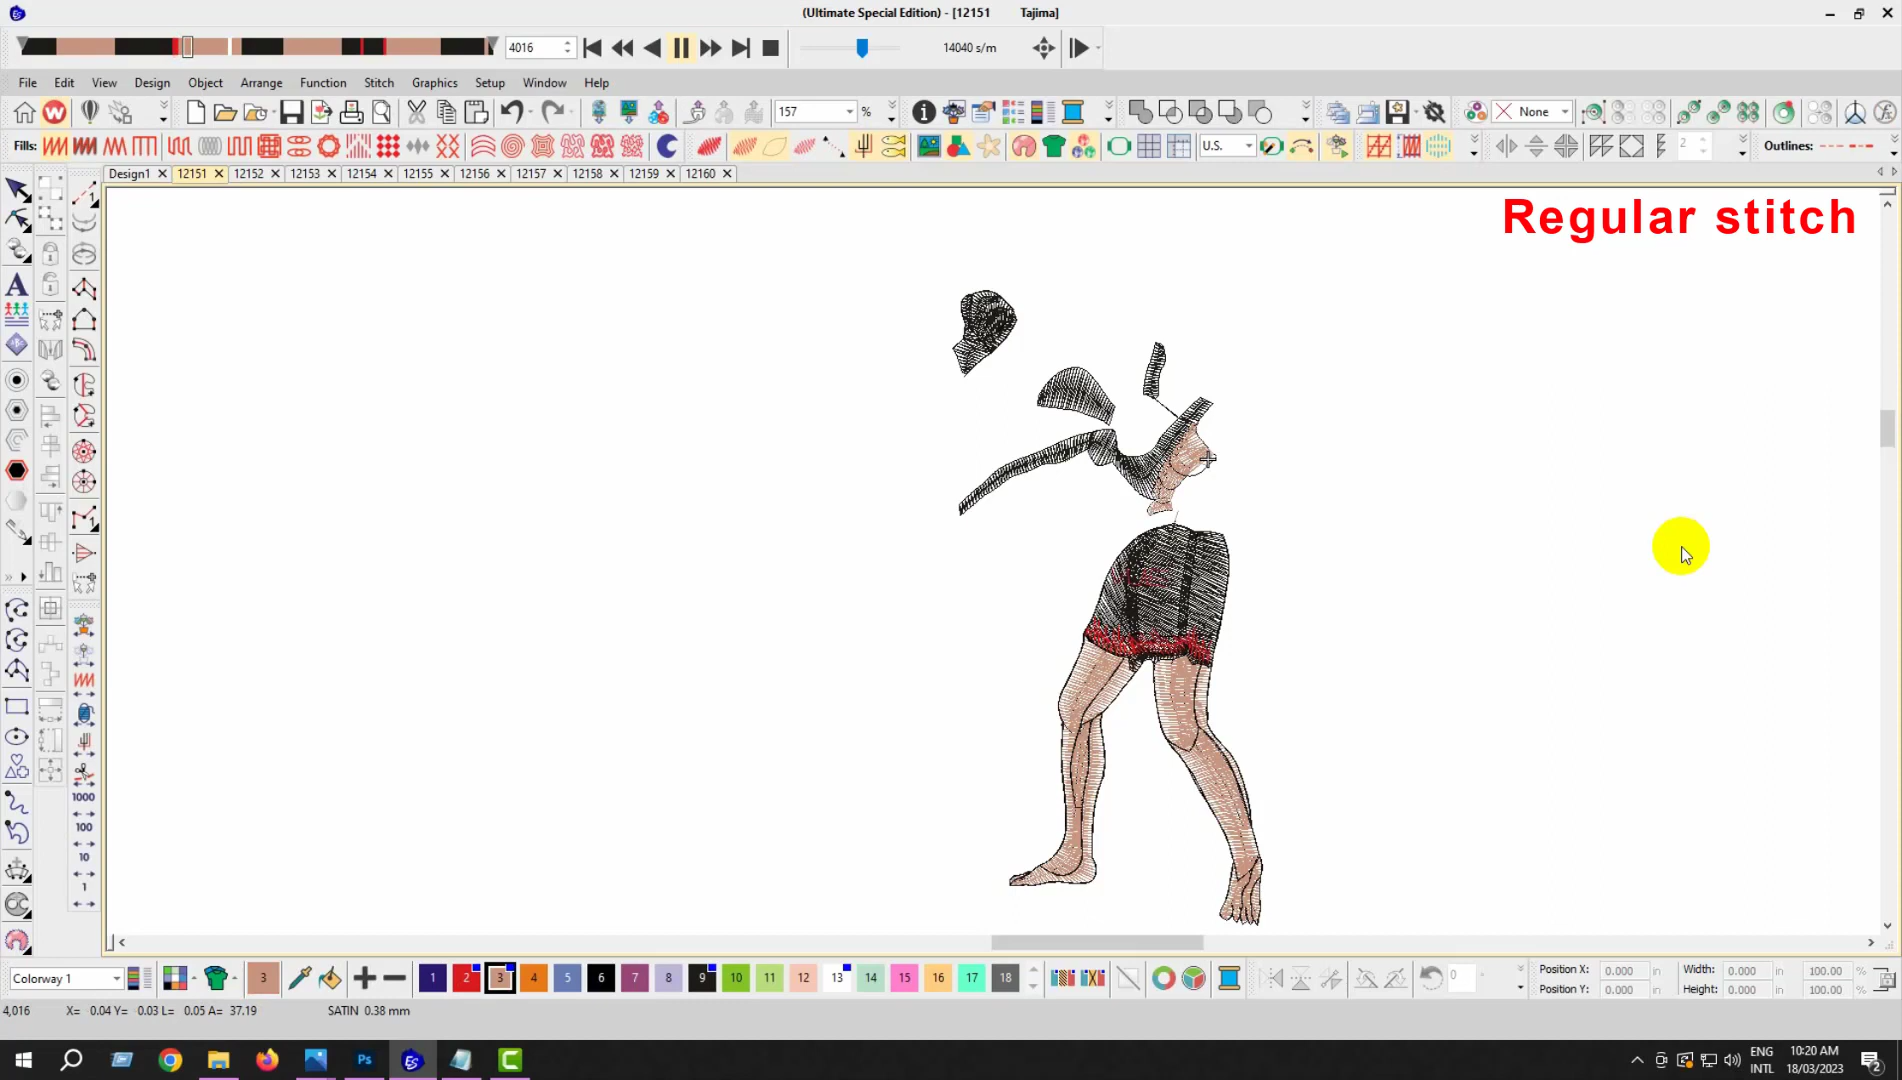 (Ultimate Special Edition) - [12151 Tajima]
4016
14040 s/m
File Edit View Design Object Arrange Function Stitch Graphics Setup Window Help
157 %
None
Fills:
U.S.
2
Outlines:
Design1 12151 12152 12153 12154 12155 12156 12157 12158 12159 12160
Regular stitch
1000
100
10
1
Colorway 1
3
1 2 3 4 5 6 7 8 9 10 11 12 13 14 15 16 17 18
0
Position X: 0.000 in Width: 0.000 in 100.00 %
Position Y: 0.000 in Height: 0.000 in 100.00 %
4,016 X= 0.04 Y= 0.03 L= 0.05 A= 37.19 SATIN 0.38 mm
Ps
ES
ENG
INTL
10:20 AM
18/03/2023
2